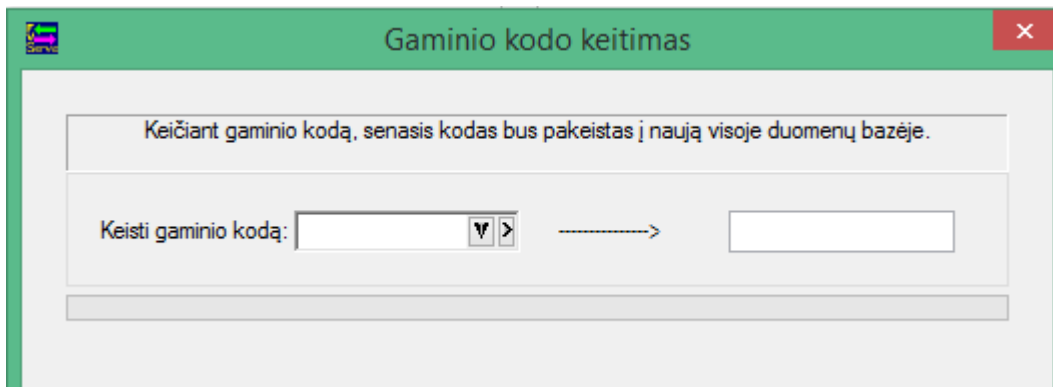 Gaminio kodo keitimas
Keičiant gaminio kodą, senasis kodas bus pakeistas į naują visoje duomenų bazėje.
Keisti gaminio kodą: -------------->